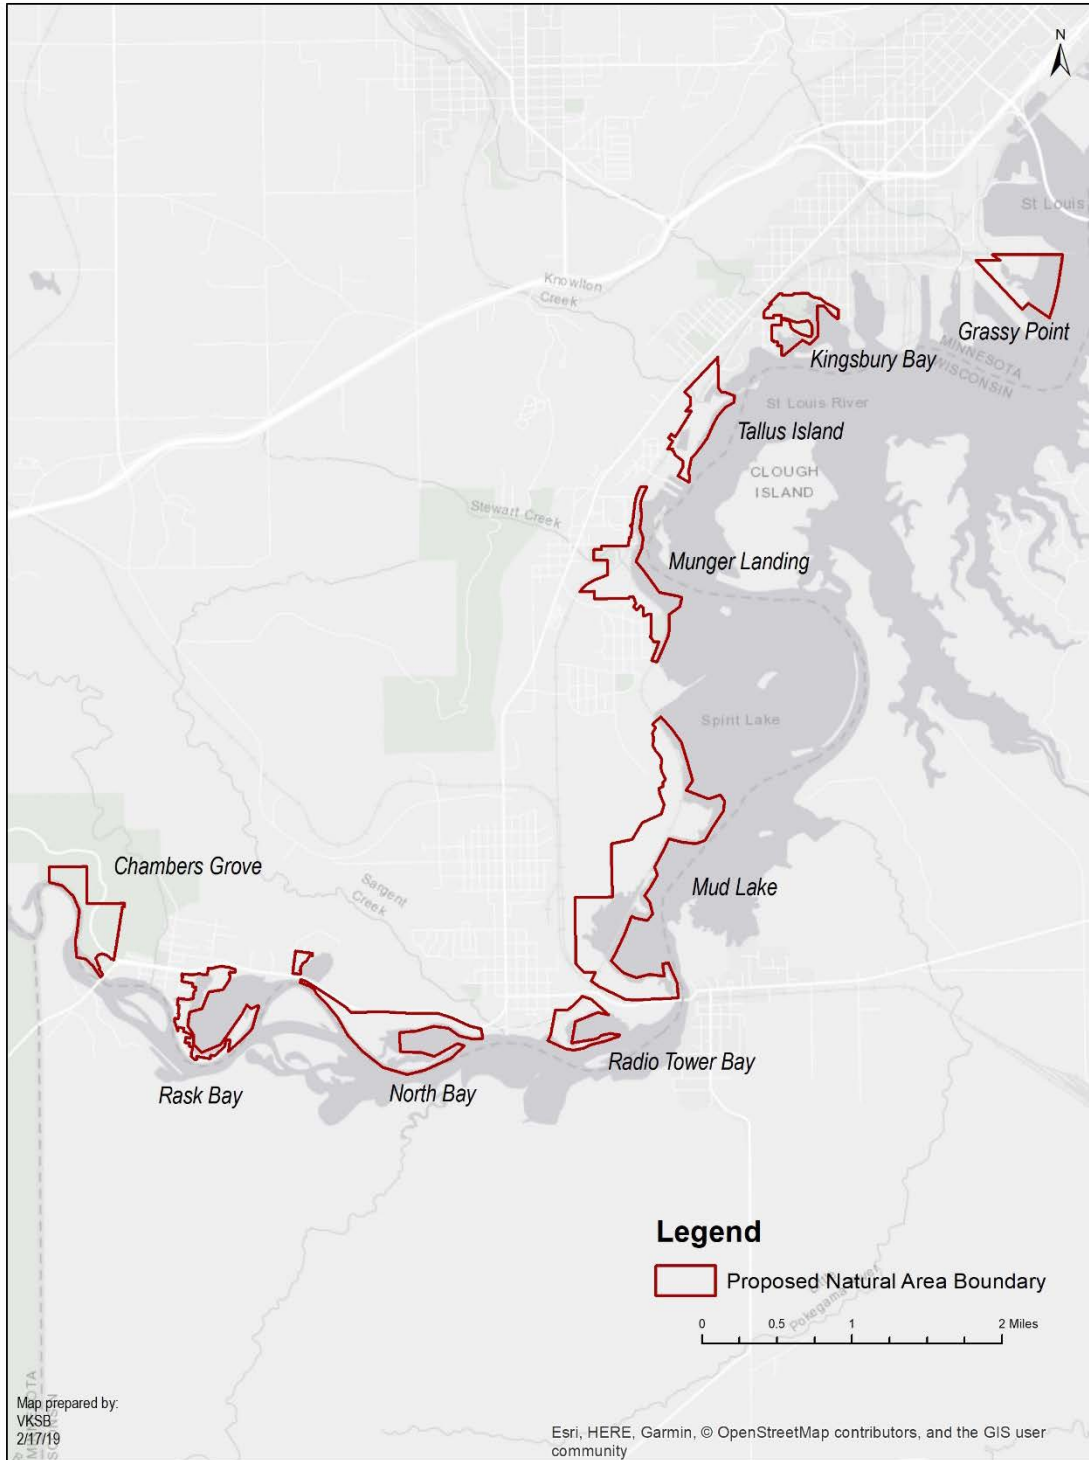 N
St Louis
Knowlton
Creek
Grassy Point
MINNESOTA
WISCONSIN
Kingsbury Bay
St Louis River
Tallus Island
CLOUGH
ISLAND
Stewart Creek
Munger Landing
Spirit Lake
Chambers Grove
Sargent
Creek
Mud Lake
Radio Tower Bay
Rask Bay
North Bay
Legend
Proposed Natural Area Boundary
Pokegama River
0 0.5 1 2 Miles
Map prepared by:
VKSB
2/17/19
Esri, HERE, Garmin, © OpenStreetMap contributors, and the GIS user
community